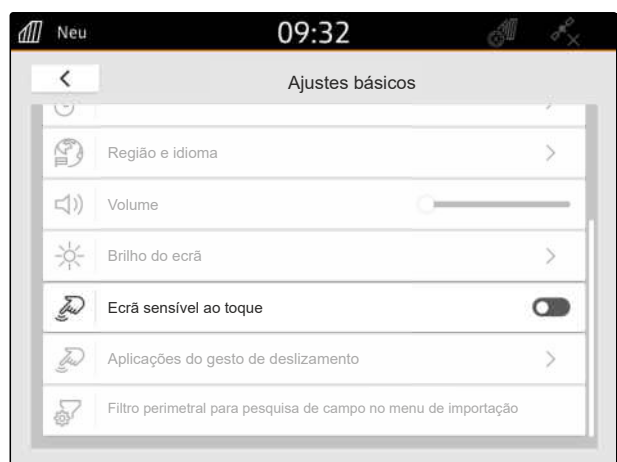 Neu
09:32
Ajustes básicos
Região e idioma
Volume
Brilho do ecrã
Ecrã sensível ao toque
Aplicações do gesto de deslizamento
Filtro perimetral para pesquisa de campo no menu de importação